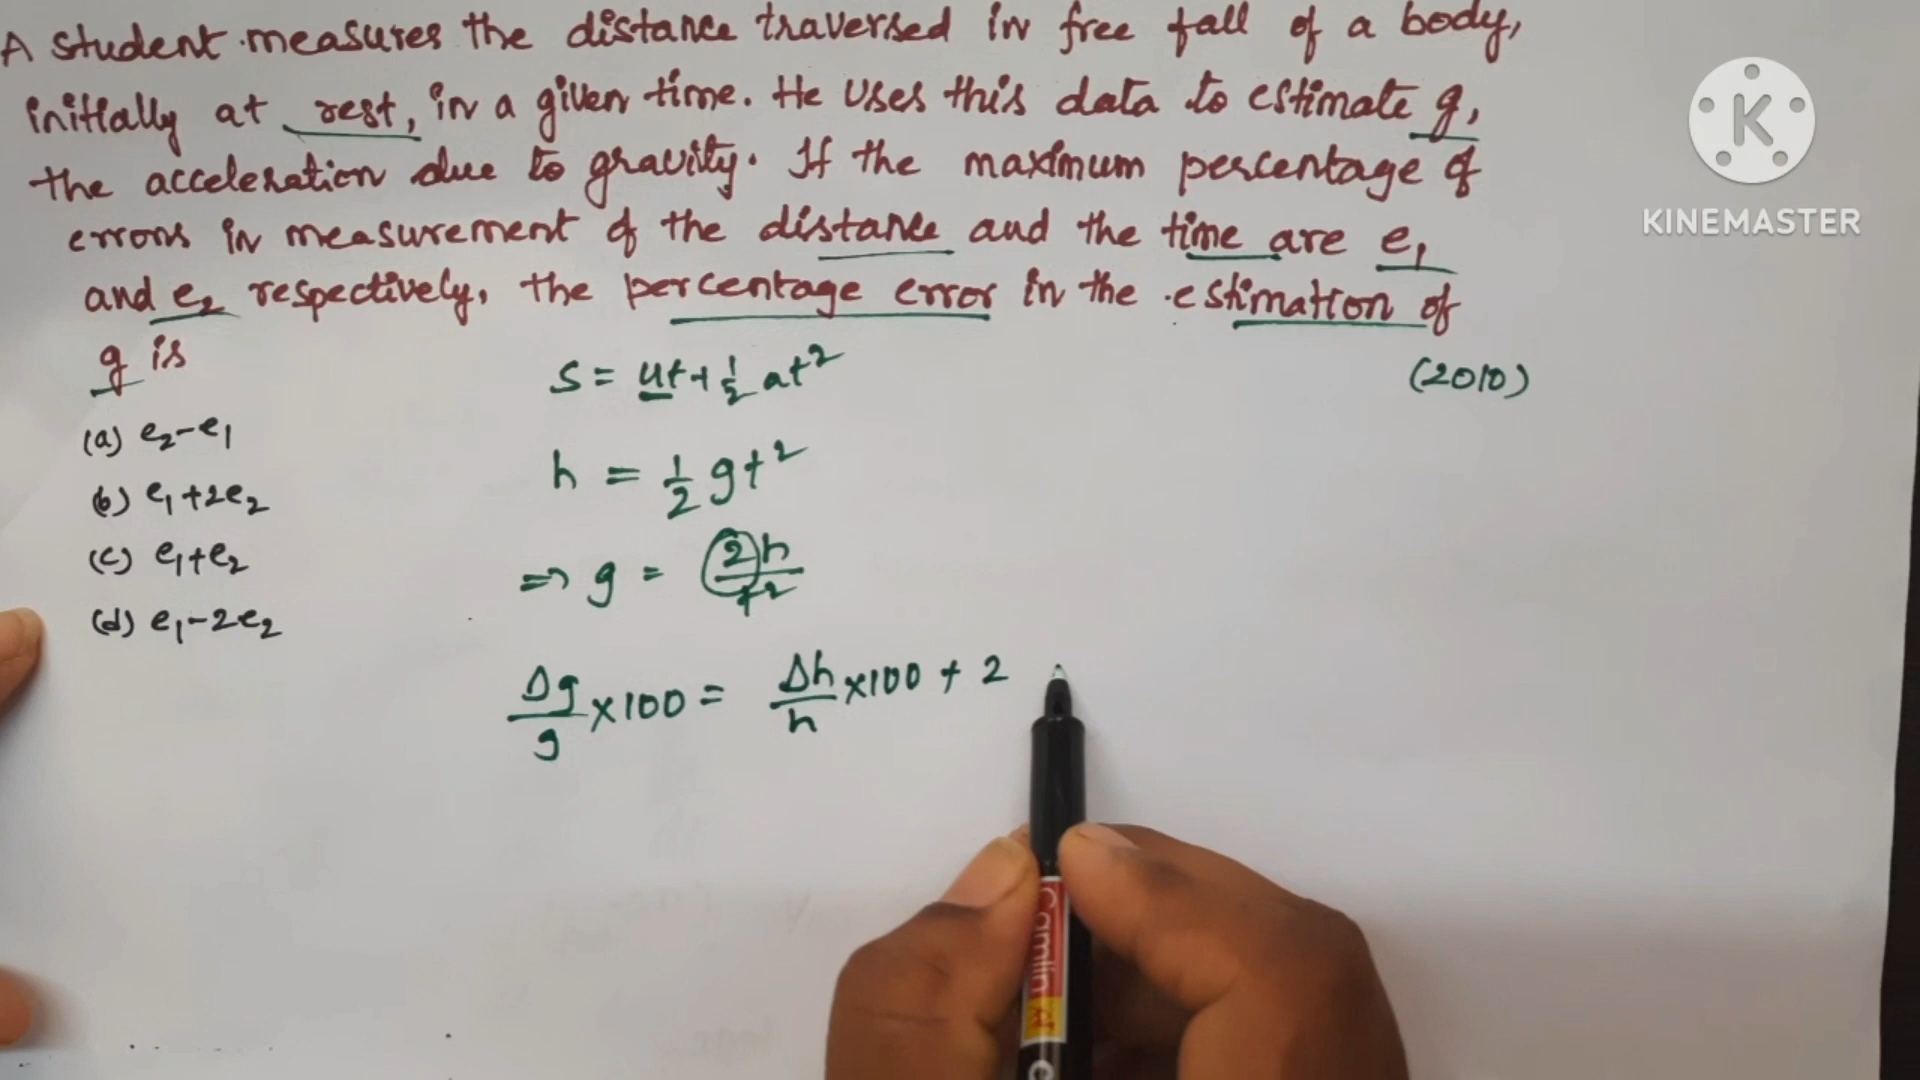 A student measures the distance traversed in free fall of a body,
initially at rest, in a given time. He uses this data to estimate g,
the acceleration due to gravity. If the maximum percentage of
errors in measurement of the distance and the time are e₁
and e₂ respectively, the percentage error in the estimation of
g is
(2010)
S = ut + 1/2 at²
(a) e₂-e₁
h = 1/2 gt²
(b) e₁+2e₂
⇒ g = 2h/t²
(c) e₁+e₂
(d) e₁-2e₂
Δg/g ×100 = Δh/h ×100 + 2
K
KINEMASTER
Camlin